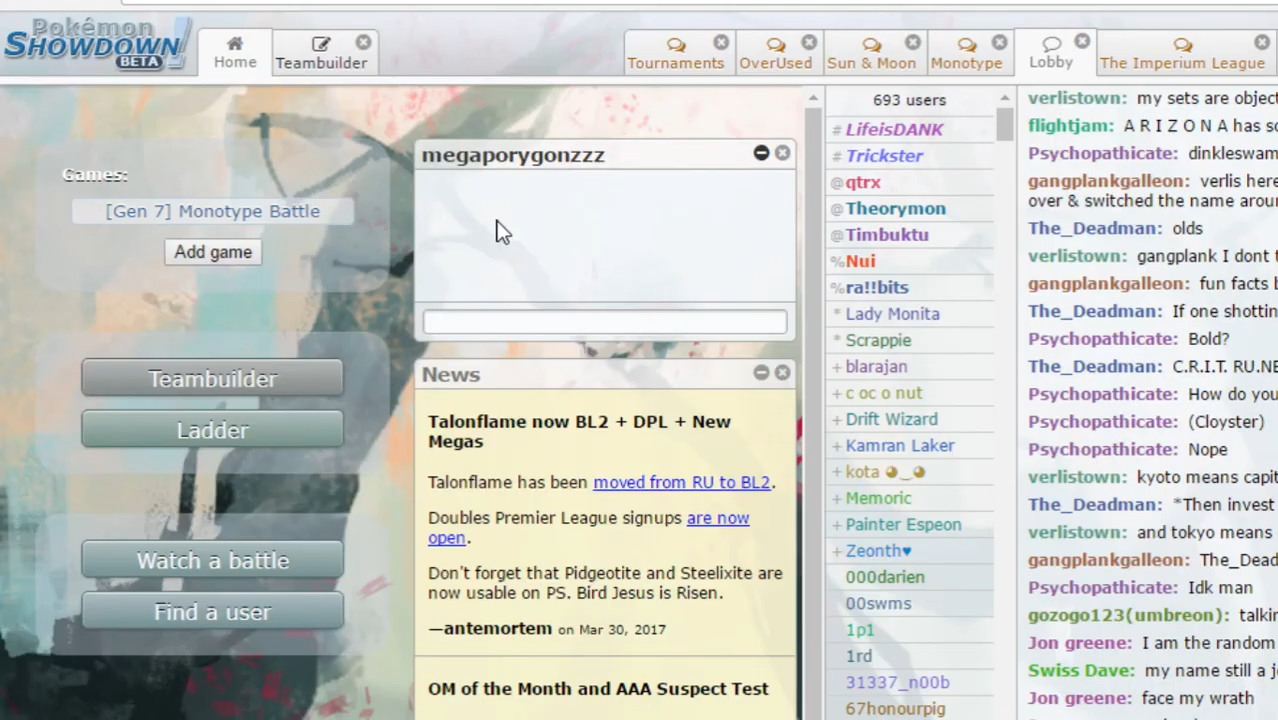 Pokémon
SHOWDOWN!
BETA
Home
Teambuilder
Tournaments
OverUsed
Sun & Moon
Monotype
Lobby
The Imperium League
Games:
[Gen 7] Monotype Battle
Add game
Teambuilder
Ladder
Watch a battle
Find a user
megaporygonzzz
News
Talonflame now BL2 + DPL + New
Megas
Talonflame has been moved from RU to BL2.
Doubles Premier League signups are now
open.
Don't forget that Pidgeotite and Steelixite are
now usable on PS. Bird Jesus is Risen.
—antemortem on Mar 30, 2017
OM of the Month and AAA Suspect Test
693 users
# LifeisDANK
# Trickster
@qtrx
@Theorymon
@Timbuktu
%Nui
%ra!!bits
* Lady Monita
* Scrappie
+ blarajan
+ c oc o nut
+ Drift Wizard
+ Kamran Laker
+ kota ◕‿◕
+ Memoric
+ Painter Espeon
+ Zeonth♥
000darien
00swms
1p1
1rd
31337_n00b
67honourpig
verlistown: my sets are object
flightjam: A R I Z O N A has so
Psychopathicate: dinkleswam
gangplankgalleon: verlis here
over & switched the name arour
The_Deadman: olds
verlistown: gangplank I dont t
gangplankgalleon: fun facts b
The_Deadman: If one shottin
Psychopathicate: Bold?
The_Deadman: C.R.I.T. RU.NE
Psychopathicate: How do you
Psychopathicate: (Cloyster)
Psychopathicate: Nope
verlistown: kyoto means capit
The_Deadman: *Then invest
verlistown: and tokyo means
gangplankgalleon: The_Dead
Psychopathicate: Idk man
gozogo123(umbreon): talkin
Jon greene: I am the random
Swiss Dave: my name still a jo
Jon greene: face my wrath